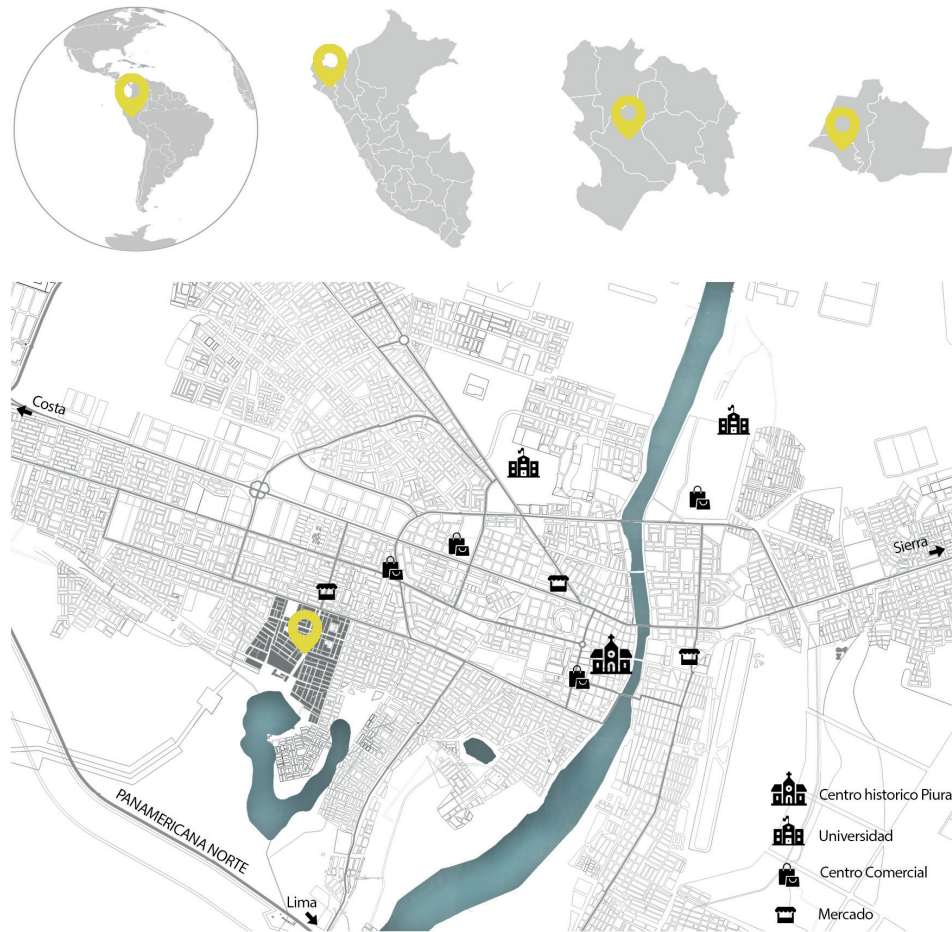 Costa
Sierra
PANAMERICANA NORTE
Lima
Centro historico Piura
Universidad
Centro Comercial
Mercado